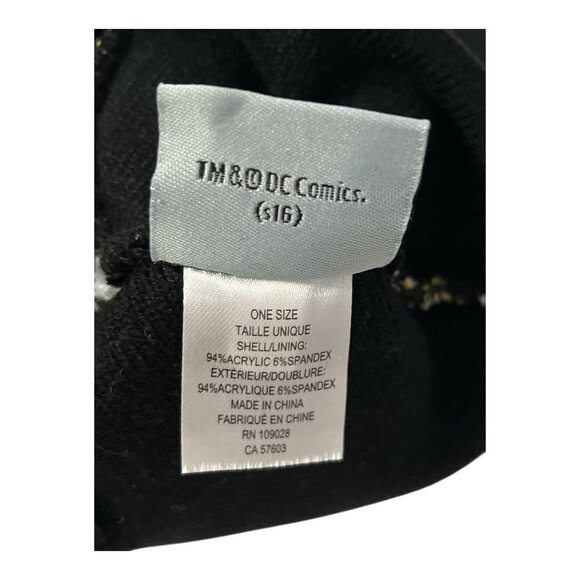 TM&© DC Comics.
(s16)
ONE SIZE
TAILLE UNIQUE
SHELL/LINING:
94%ACRYLIC 6%SPANDEX
EXTÉRIEUR/DOUBLURE:
94%ACRYLIQUE 6%SPANDEX
MADE IN CHINA
FABRIQUÉ EN CHINE
RN 109028
CA 57603